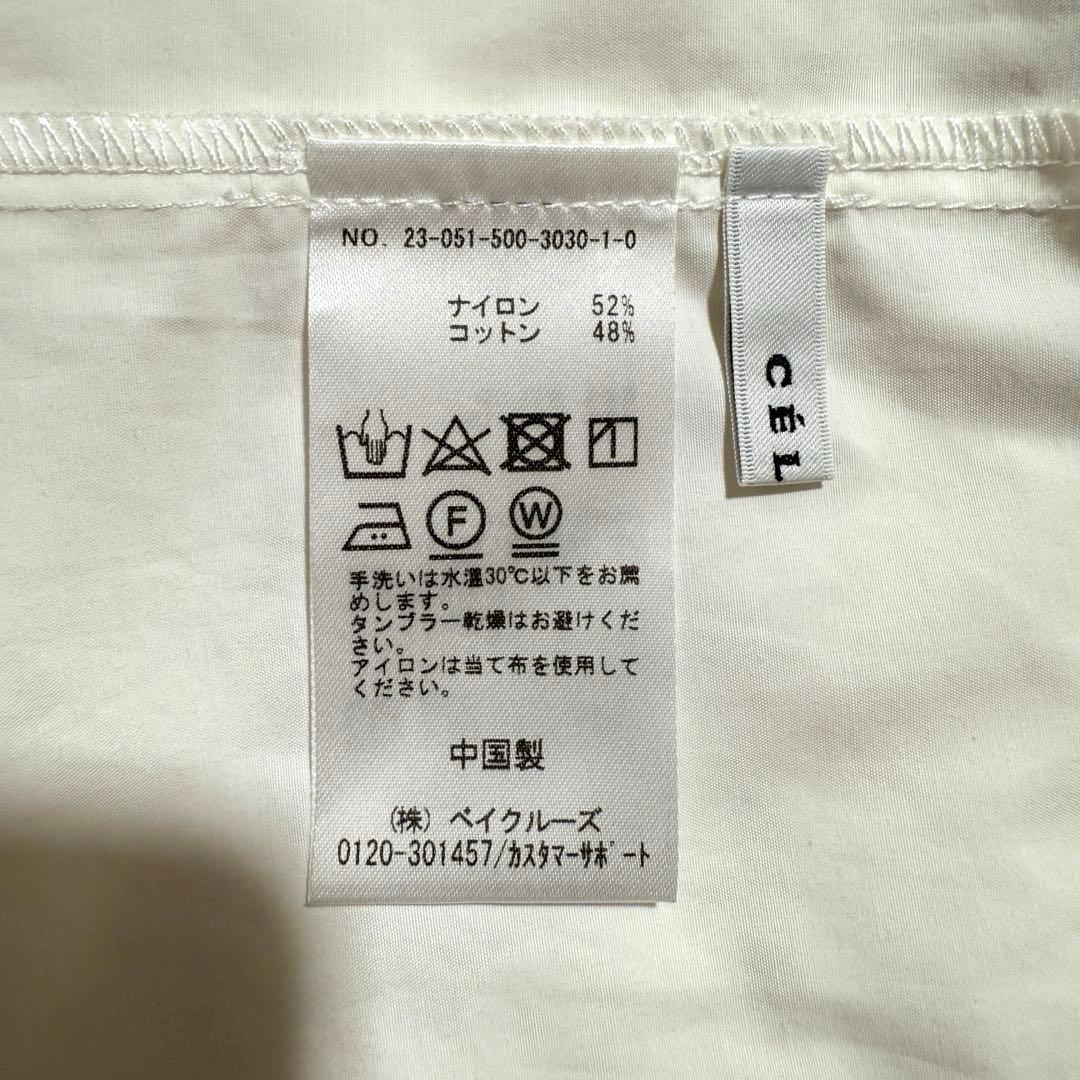 NO. 23-051-500-3030-1-0
ナイロン 52%
コットン 48%
F
W
手洗いは水温30℃以下をお薦
めします。
タンブラー乾燥はお避けくだ
さい。
アイロンは当て布を使用して
ください。
中国製
(株) ベイクルーズ
0120-301457/カスタマーサポート
CÉL